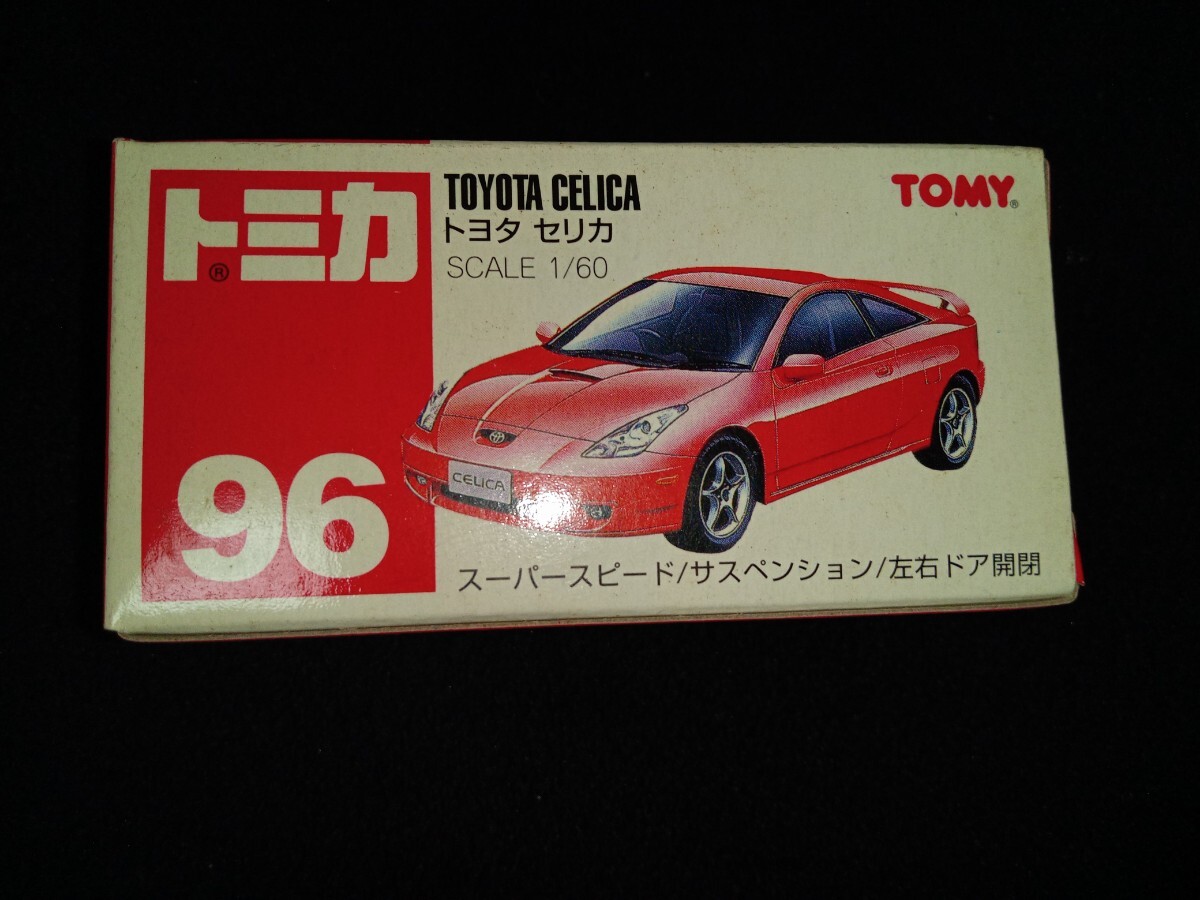 トミカ®
TOYOTA CELICA
トヨタ セリカ
SCALE 1/60
TOMY®
96
CELICA
スーパースピード/サスペンション/左右ドア開閉